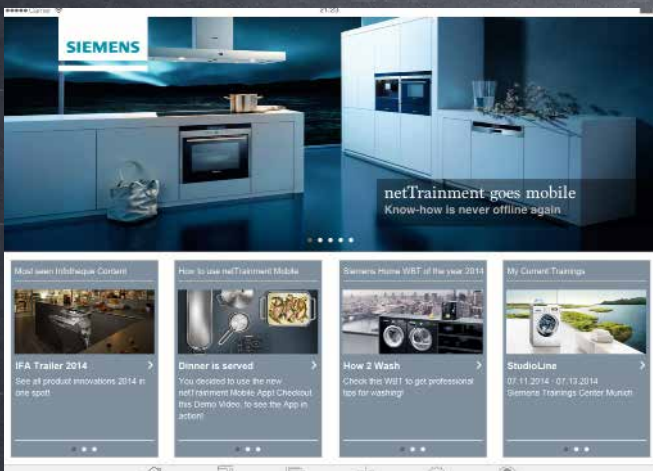 Carrier
21:20
SIEMENS
netTrainment goes mobile
Know-how is never offline again
Most seen Infotheque Content
IFA Trailer 2014
See all product innovations 2014 in
one spot!
How to use netTrainment Mobile
Dinner is served
You decided to use the new
netTrainment Mobile App! Checkout
this Demo Video, to see the App in
action!
Siemens Home WBT of the year 2014
How 2 Wash
Check this WBT to get professional
tips for washing!
My Current Trainings
StudioLine
07.11.2014 - 07.13.2014
Siemens Trainings Center Munich